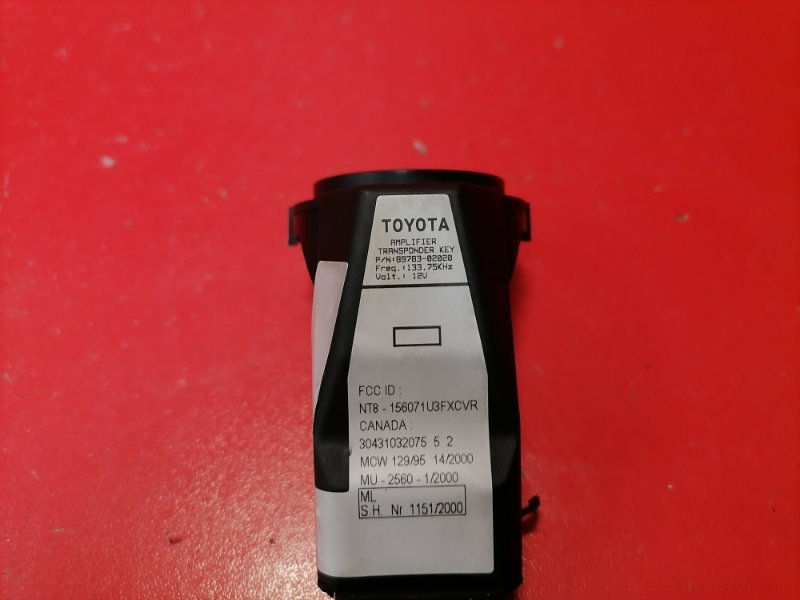 TOYOTA
AMPLIFIER
TRANSPONDER KEY
P/N:89783-02020
Freq.:133.75KHz
Volt.: 12V
FCC ID :
NT8 - 156071U3FXCVR
CANADA :
30431032075 5 2
MCW 129/95 14/2000
MU - 2560 - 1/2000
ML
S.H. Nr 1151/2000